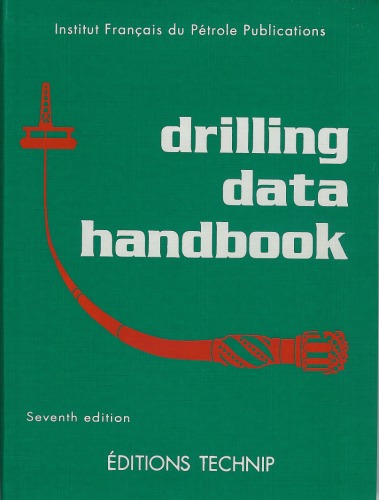 Institut Français du Pétrole Publications
drilling
data
handbook
Seventh edition
ÉDITIONS TECHNIP